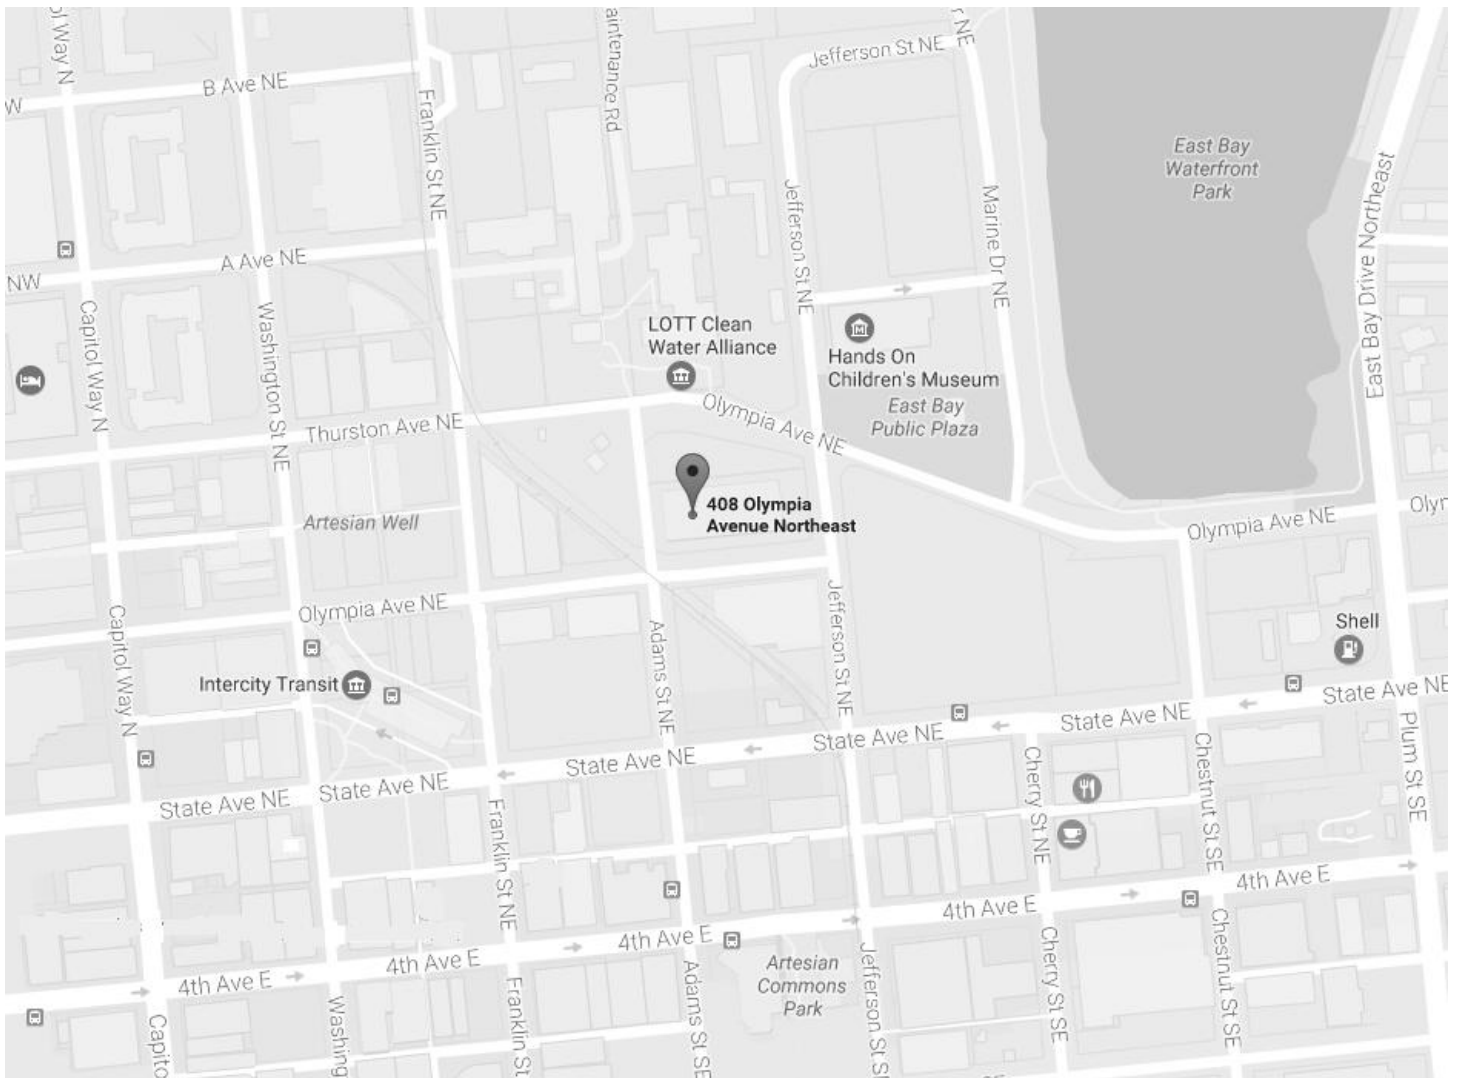 ol Way N
B Ave NE
W
Franklin St NE
aintenance Rd
Jefferson St NE
r NE
East Bay
Waterfront
Park
East Bay Drive Northeast
Jefferson St NE
Marine Dr NE
A Ave NE
NW
Capitol Way N
Washington St NE
LOTT Clean
Water Alliance
Hands On
Children's Museum
East Bay
Public Plaza
Thurston Ave NE
Olympia Ave NE
408 Olympia
Avenue Northeast
Artesian Well
Olympia Ave NE
Olyr
Olympia Ave NE
Capitol Way N
Adams St NE
Jefferson St NE
Shell
Intercity Transit
State Ave NE
State Ave NE
State Ave NE
State Ave NE
State Ave NE
State Ave NE
Plum St SE
Franklin St NE
Cherry St NE
Chestnut St SE
4th Ave E
4th Ave E
4th Ave E
4th Ave E
4th Ave E
Artesian
Commons
Park
Capito
Washing
Franklin St
Adams St SE
Jefferson St SE
Cherry St SE
Chestnut St SE